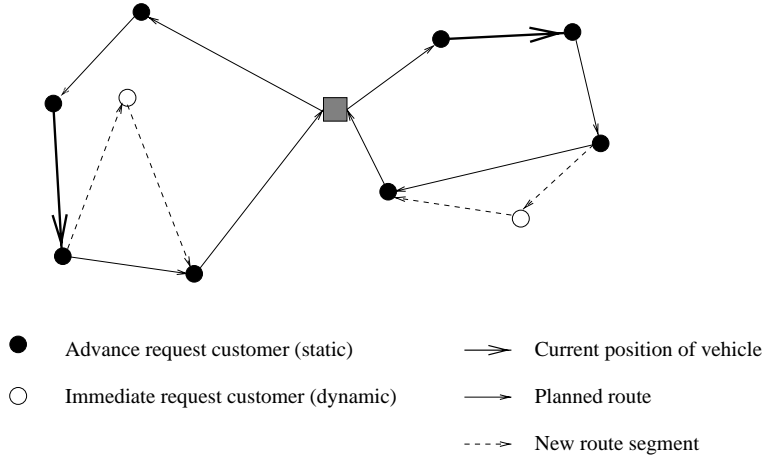 Advance request customer (static)
Immediate request customer (dynamic)
Current position of vehicle
Planned route
New route segment